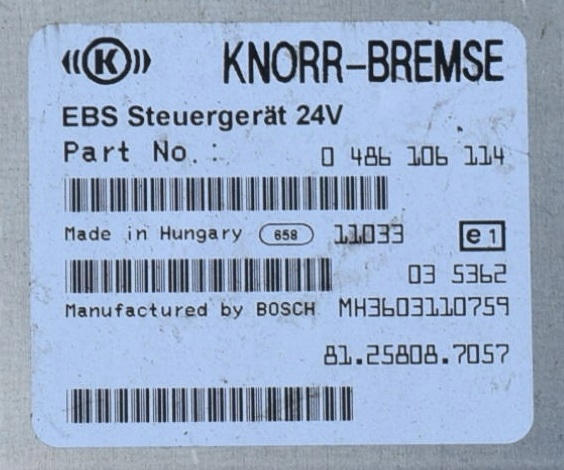 K KNORR-BREMSE
EBS Steuergerät 24V
Part No.: 0 486 106 114
Made in Hungary 658 11033 e1
03 5362
Manufactured by BOSCH MH3603110759
81.25808.7057